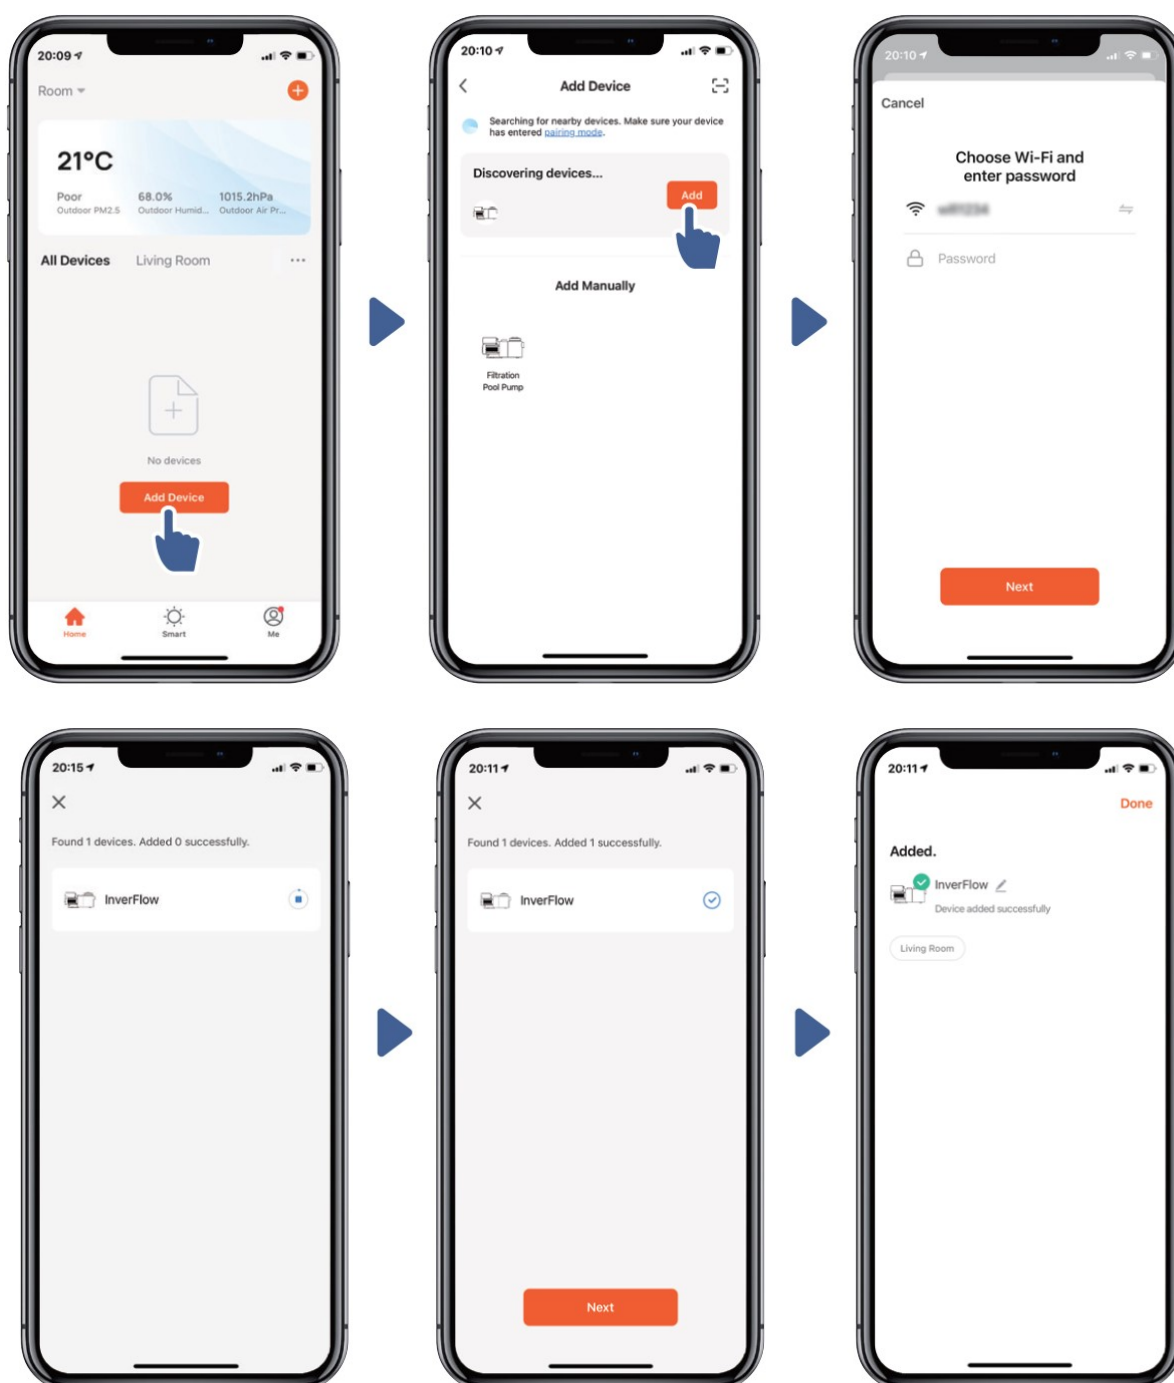 20:09
Room
21°C
Poor
68.0%
1015.2hPa
Outdoor PM2.5
Outdoor Humid...
Outdoor Air Pr...
All Devices
Living Room
No devices
Add Device
Home
Smart
Me
20:10
Add Device
Searching for nearby devices. Make sure your device
has entered pairing mode.
Discovering devices...
Add
Add Manually
Filtration
Pool Pump
20:10
Cancel
Choose Wi-Fi and
enter password
Password
Next
20:15
Found 1 devices. Added 0 successfully.
InverFlow
20:11
Found 1 devices. Added 1 successfully.
InverFlow
Next
20:11
Done
Added.
InverFlow
Device added successfully
Living Room